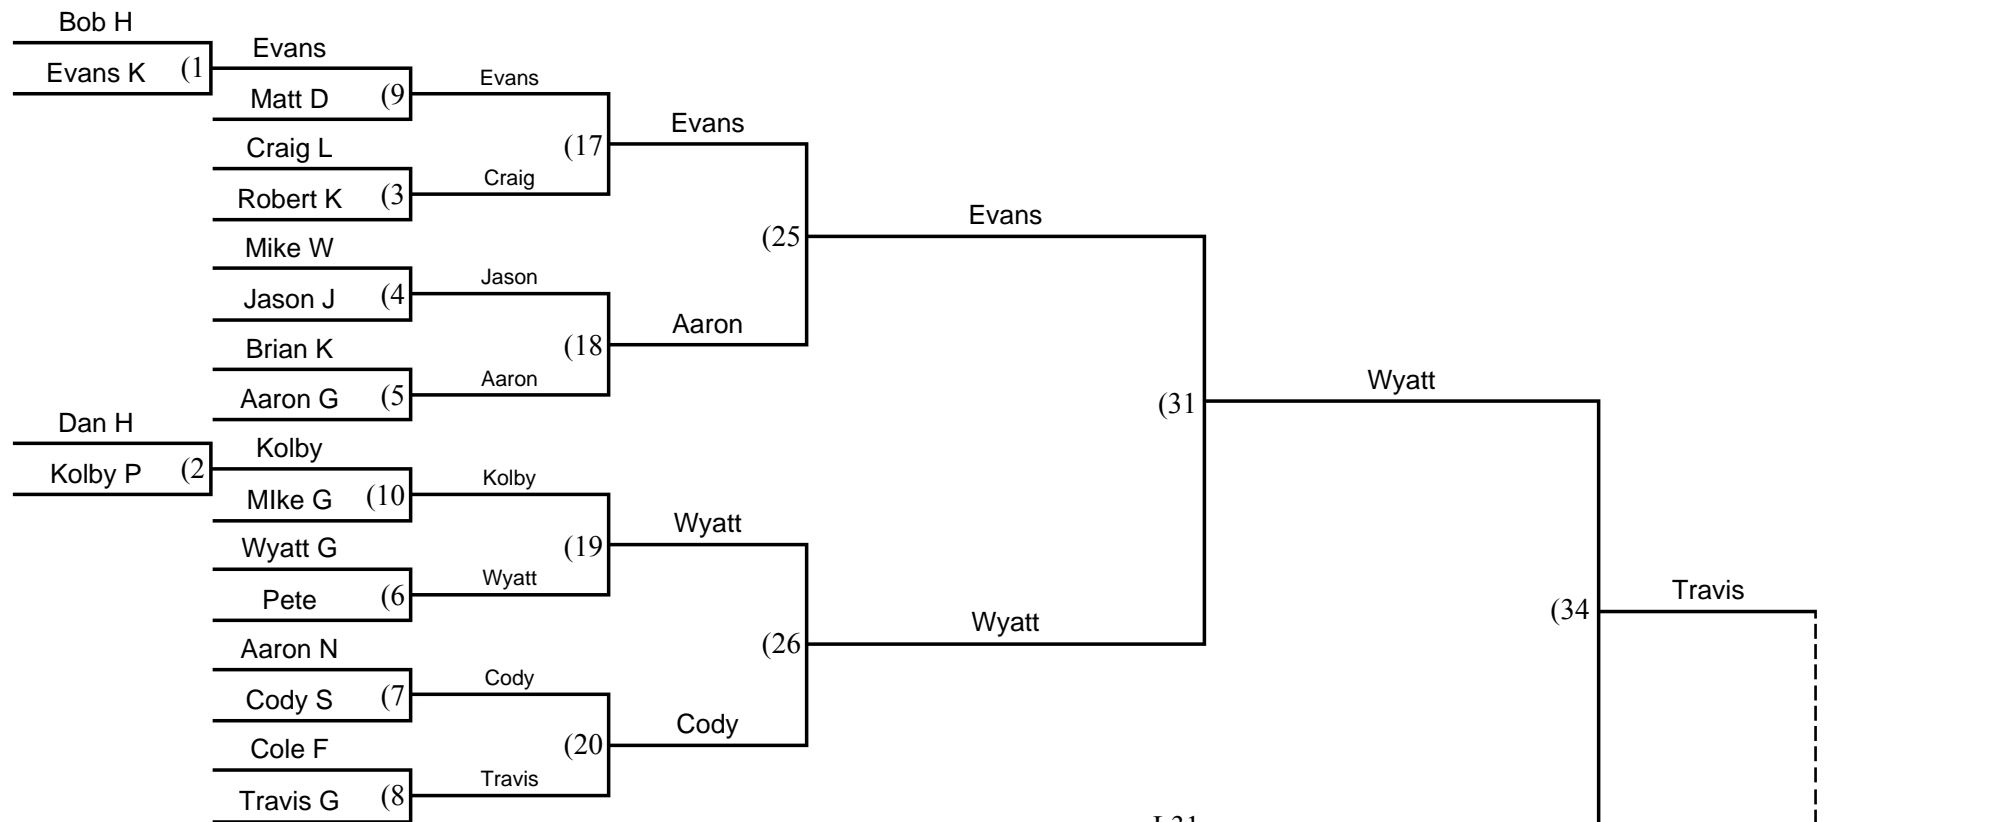 Bob H
Evans K (1
Evans
Matt D (9
Evans
Craig L
Robert K (3
Craig
(17
Evans
Mike W
Jason J (4
Jason
Brian K
Aaron G (5
Aaron
(18
Aaron
(25
Evans
Dan H
Kolby P (2
Kolby
MIke G (10
Kolby
Wyatt G
Pete (6
Wyatt
(19
Wyatt
Aaron N
Cody S (7
Cody
Cole F
Travis G (8
Travis
(20
Cody
(26
Wyatt
(31
Wyatt
(34
Travis